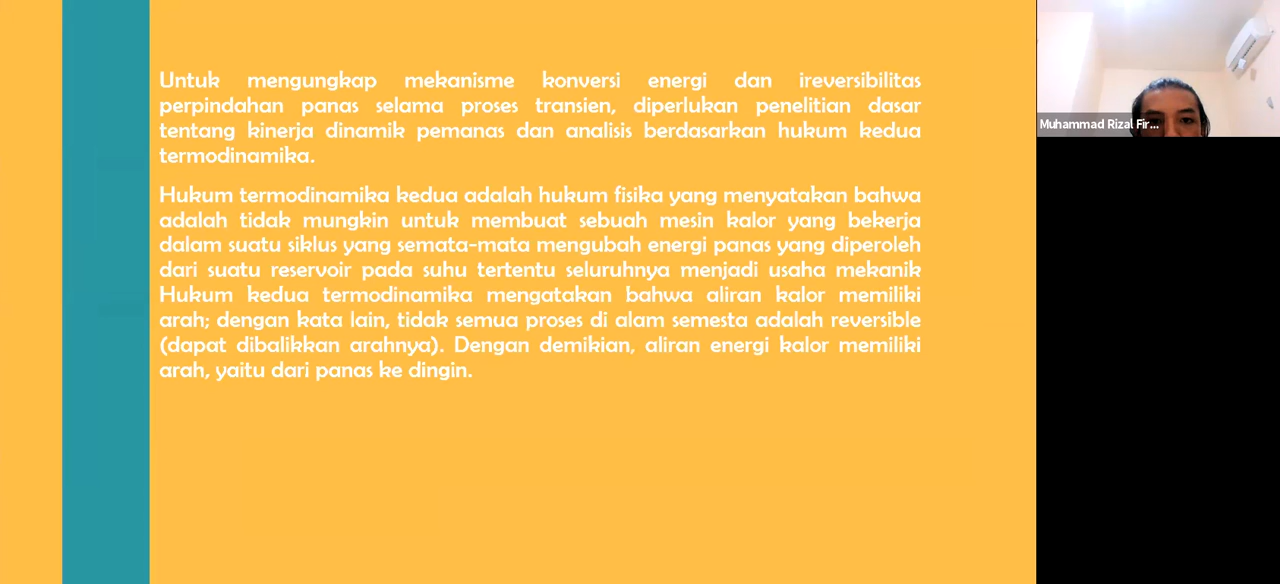 Untuk mengungkap mekanisme konversi energi dan ireversibilitas
perpindahan panas selama proses transien, diperlukan penelitian dasar
tentang kinerja dinamik pemanas dan analisis berdasarkan hukum kedua
termodinamika.
Hukum termodinamika kedua adalah hukum fisika yang menyatakan bahwa
adalah tidak mungkin untuk membuat sebuah mesin kalor yang bekerja
dalam suatu siklus yang semata-mata mengubah energi panas yang diperoleh
dari suatu reservoir pada suhu tertentu seluruhnya menjadi usaha mekanik
Hukum kedua termodinamika mengatakan bahwa aliran kalor memiliki
arah; dengan kata lain, tidak semua proses di alam semesta adalah reversible
(dapat dibalikkan arahnya). Dengan demikian, aliran energi kalor memiliki
arah, yaitu dari panas ke dingin.
Muhammad Rizal Fir...